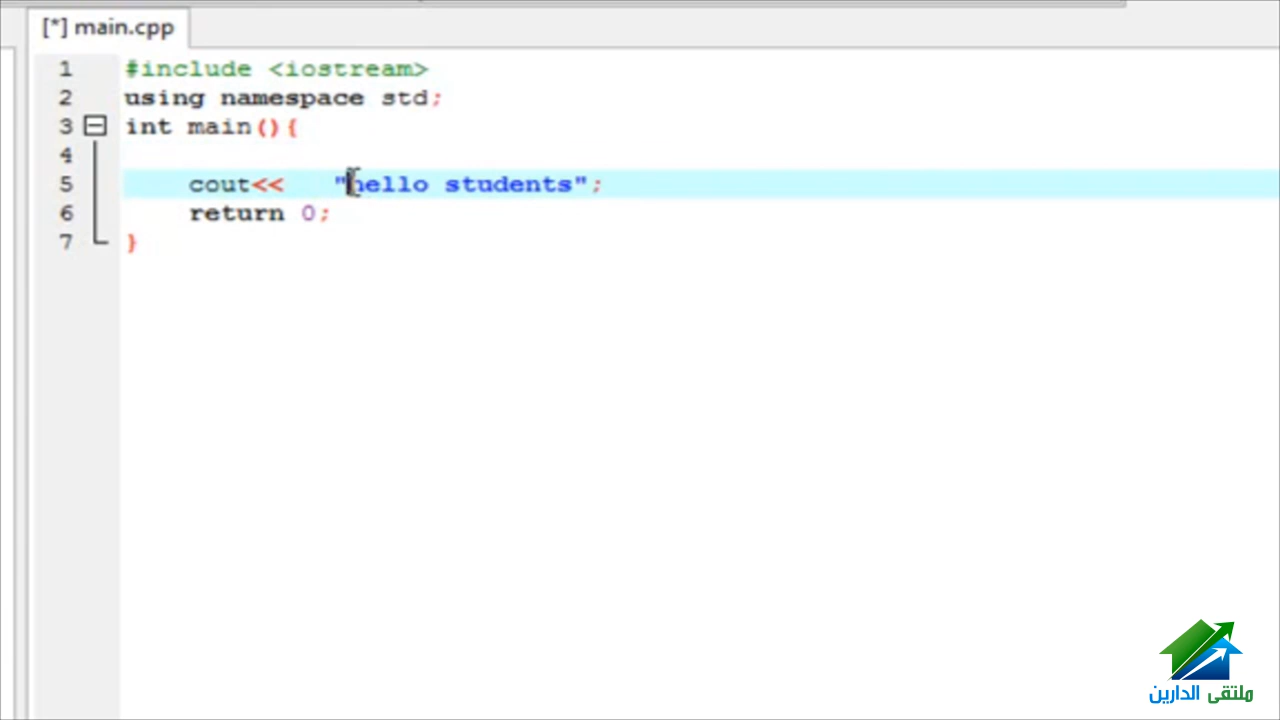 [*] main.cpp
1 #include <iostream>
2 using namespace std;
3 int main(){
4
5 cout<<   "hello students";
6 return 0;
7 }
ملتقى الدارين